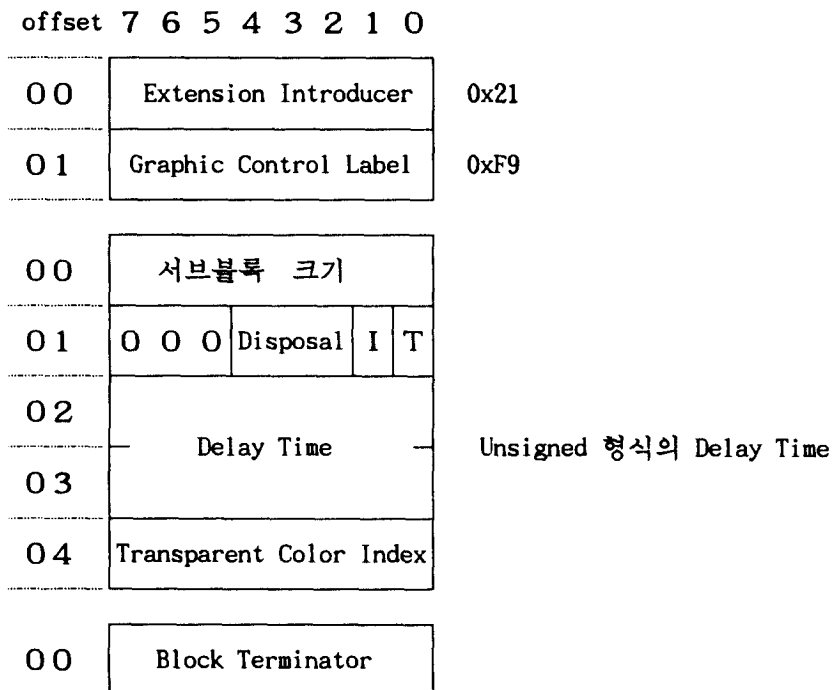 offset 7 6 5 4 3 2 1 0
00 Extension Introducer 0x21
01 Graphic Control Label 0xF9
00 서브블록 크기
01 0 0 0 Disposal I T
02
Delay Time Unsigned 형식의 Delay Time
03
04 Transparent Color Index
00 Block Terminator